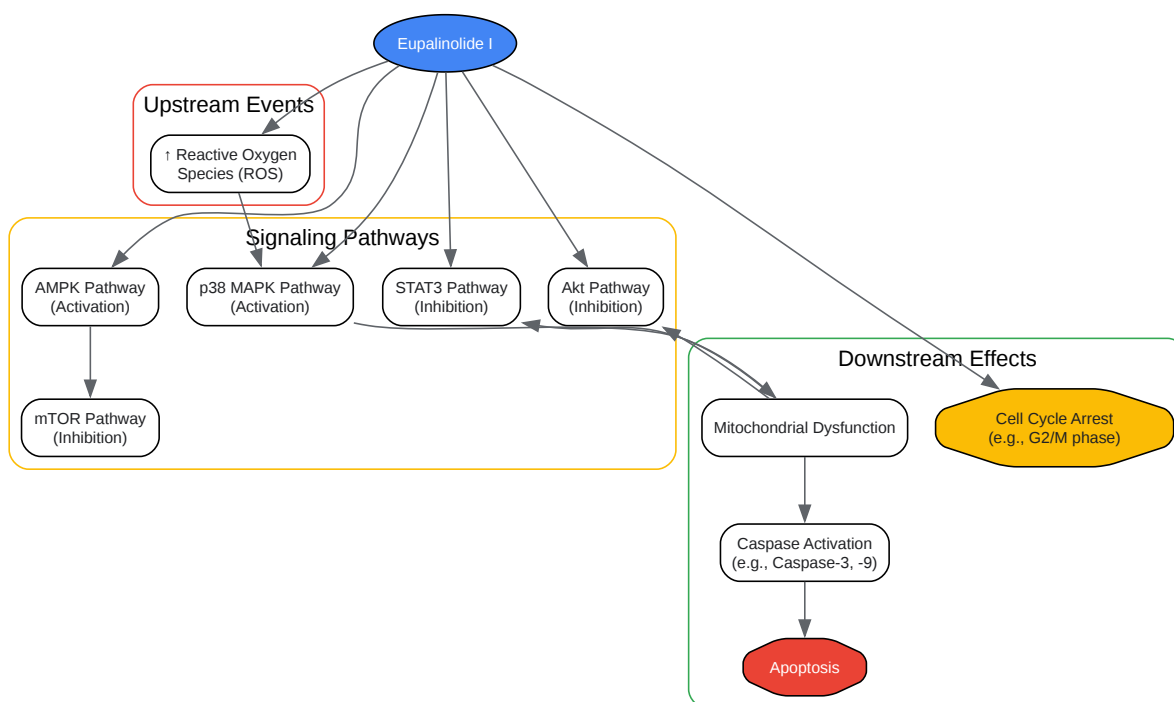 Eupalinolide I
Upstream Events
↑ Reactive Oxygen
Species (ROS)
Signaling Pathways
AMPK Pathway
(Activation)
p38 MAPK Pathway
(Activation)
STAT3 Pathway
(Inhibition)
Akt Pathway
(Inhibition)
mTOR Pathway
(Inhibition)
Downstream Effects
Mitochondrial Dysfunction
Cell Cycle Arrest
(e.g., G2/M phase)
Caspase Activation
(e.g., Caspase-3, -9)
Apoptosis